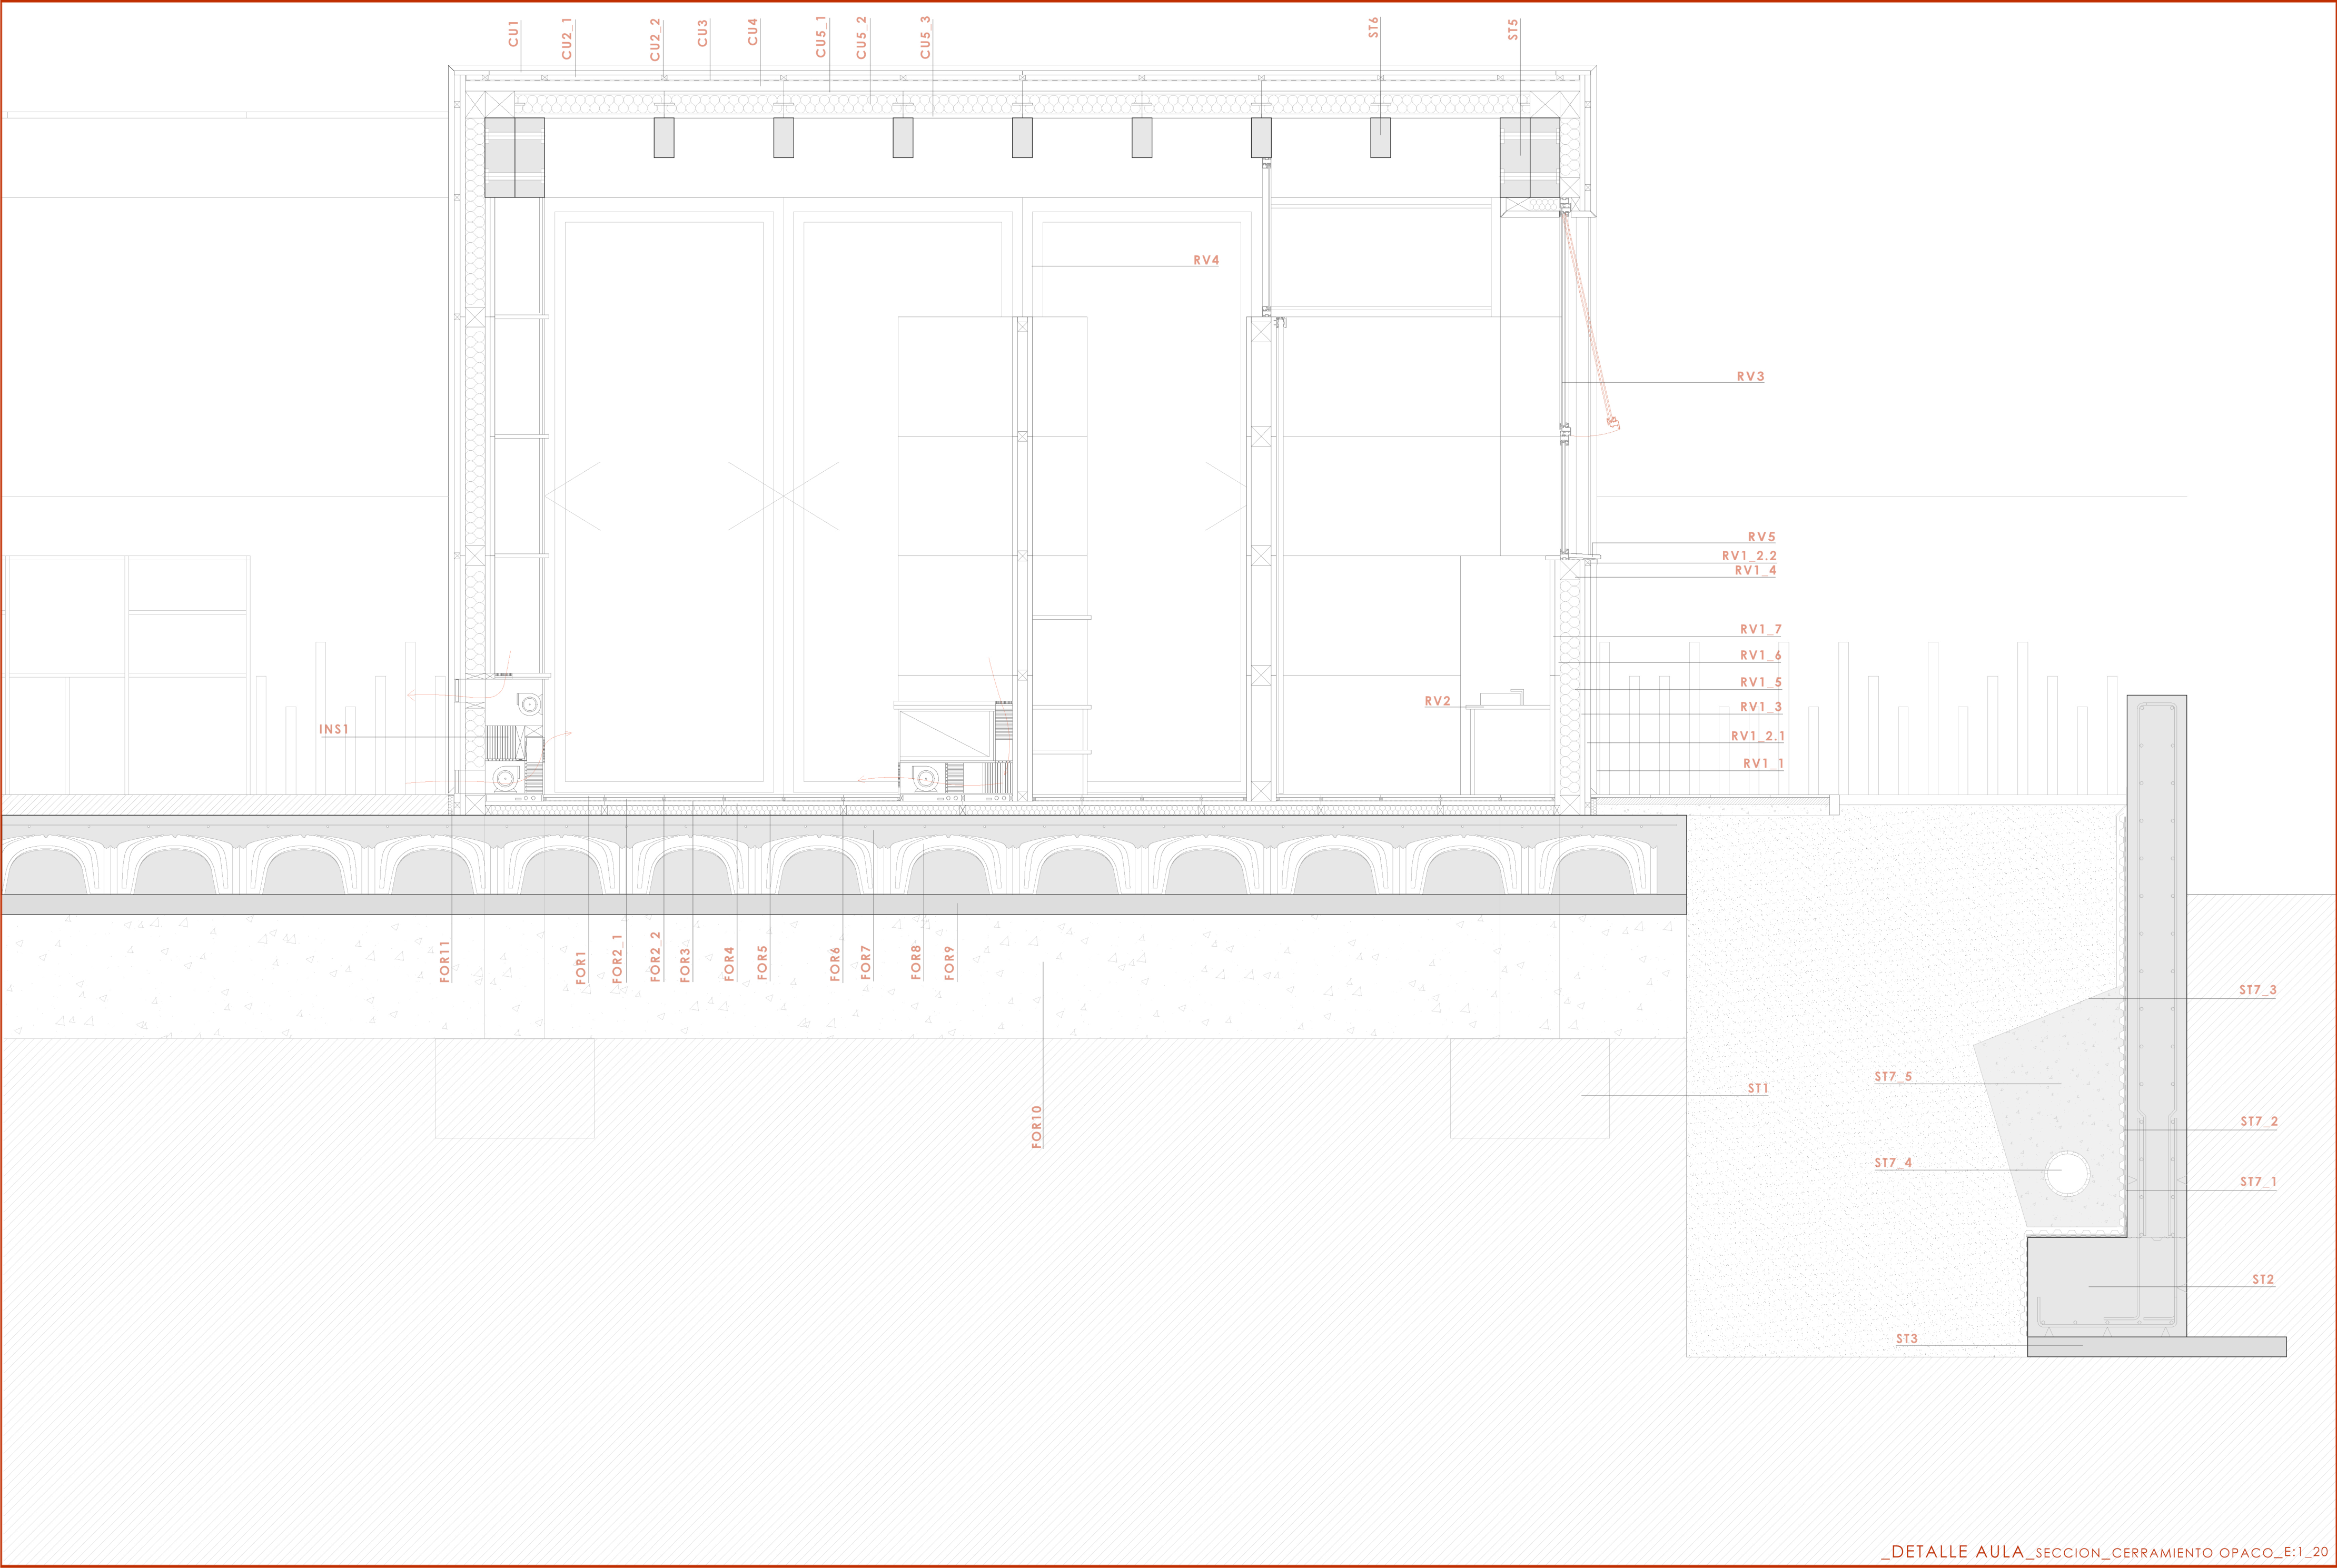 CU1
CU2_1
CU2_2
CU3
CU4
CU5_1
CU5_2
CU5_3
ST6
ST5
RV4
RV3
RV5
RV1_2.2
RV1_4
RV1_7
RV1_6
RV1_5
RV2
RV1_3
INS1
RV1_2.1
RV1_1
FOR11
FOR1
FOR2_1
FOR2_2
FOR3
FOR4
FOR5
FOR6
FOR7
FOR8
FOR9
ST7_3
ST7_5
ST1
FOR10
ST7_2
ST7_4
ST7_1
ST2
ST3
_DETALLE AULA_SECCION_CERRAMIENTO OPACO_E:1_20